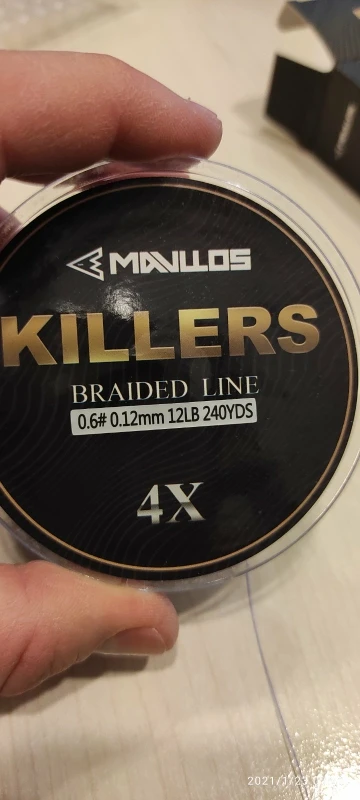 MAVLLOS
KILLERS
BRAIDED LINE
0.6# 0.12mm 12LB 240YDS
4X